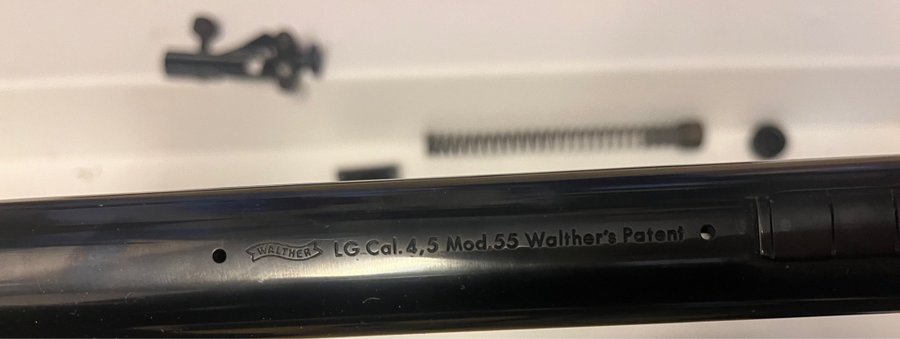 WALTHER LG Cal. 4,5 Mod. 55 Walther's Patent